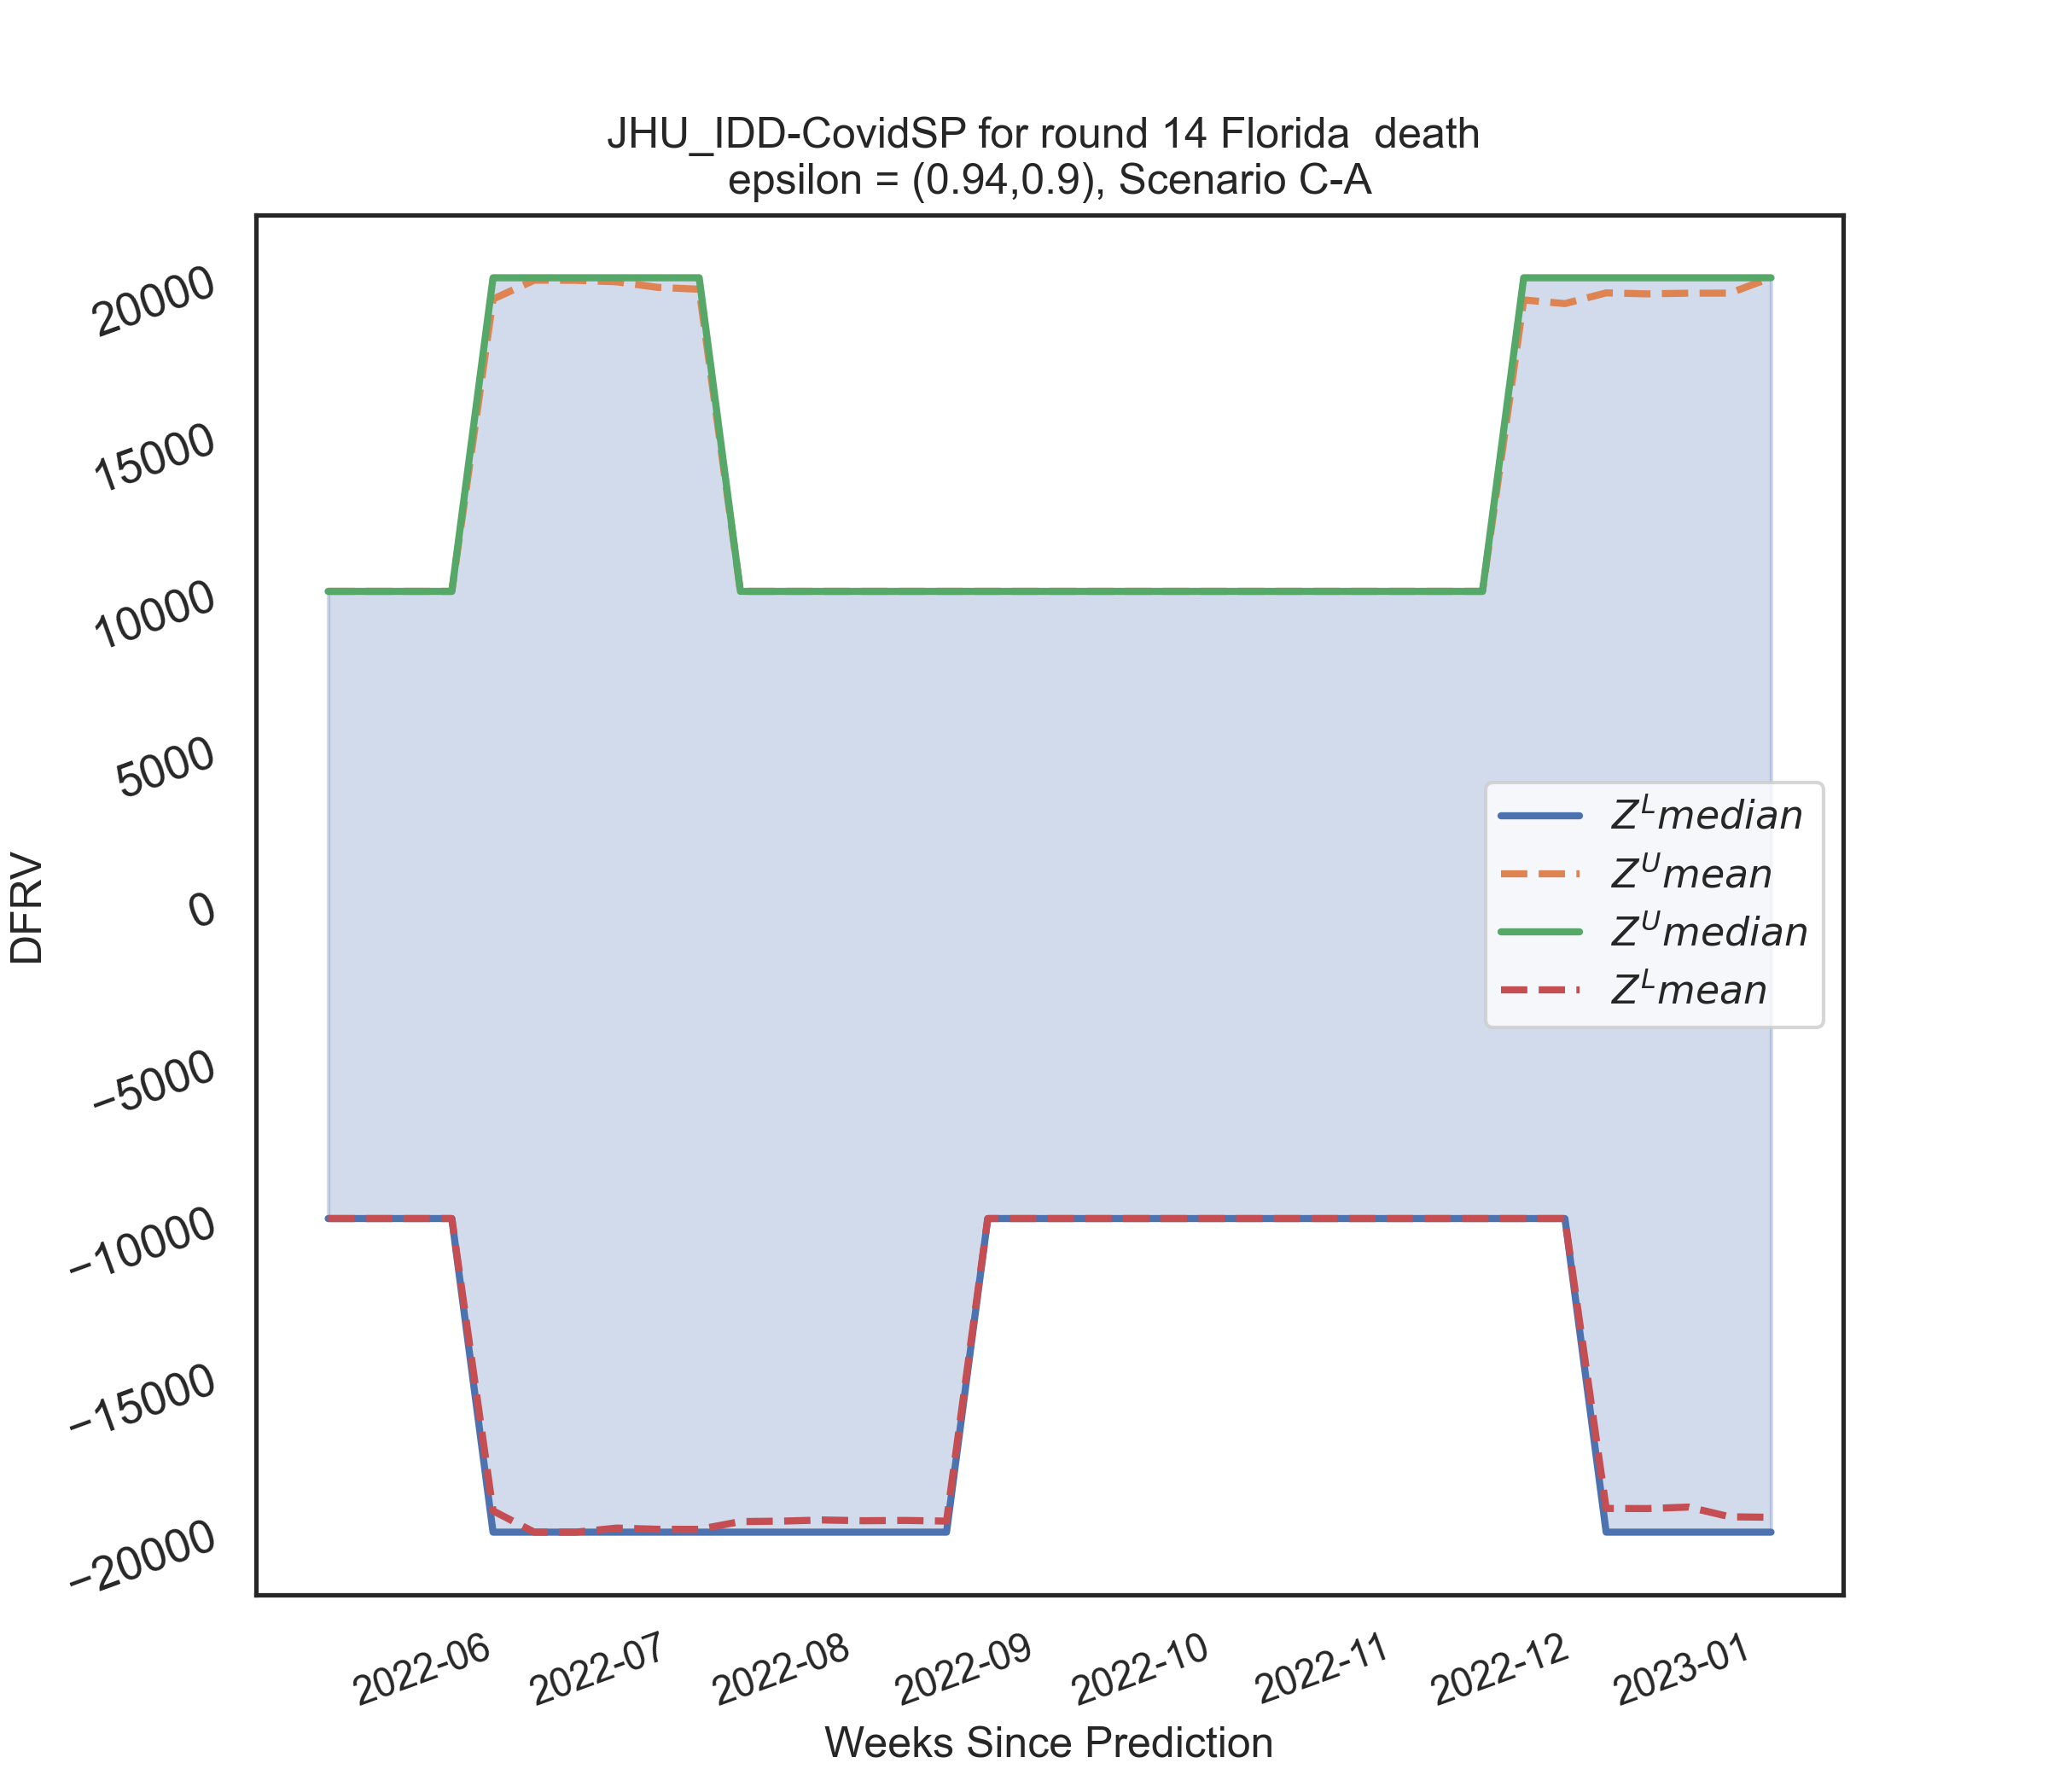 JHU_IDD-CovidSP for round 14 Florida  death
epsilon = (0.94,0.9), Scenario C-A
20000
15000
10000
5000
0
−5000
−10000
−15000
−20000
DFRV
Z^L median
Z^U mean
Z^U median
Z^L mean
2022-06
2022-07
2022-08
2022-09
2022-10
2022-11
2022-12
2023-01
Weeks Since Prediction